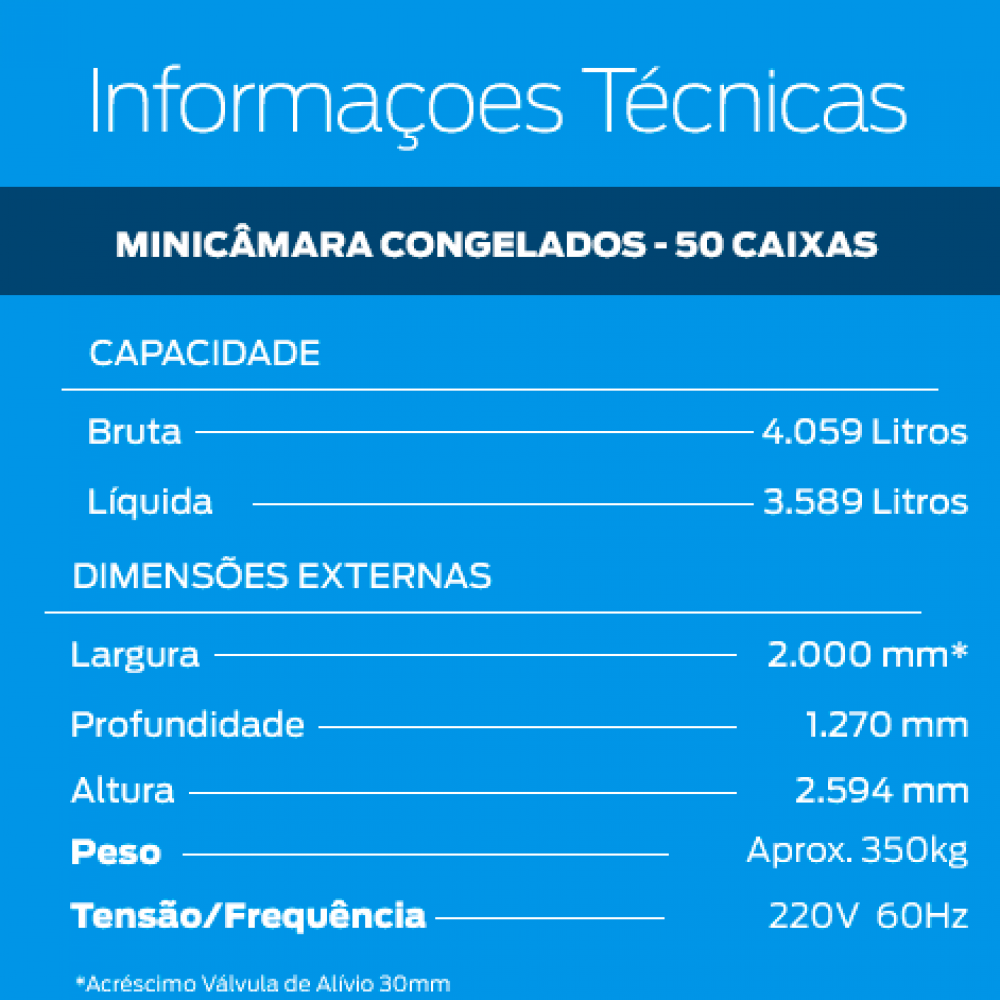 Informaçoes Técnicas
MINICÂMARA CONGELADOS - 50 CAIXAS
CAPACIDADE
Bruta 4.059 Litros
Líquida 3.589 Litros
DIMENSÕES EXTERNAS
Largura 2.000 mm*
Profundidade 1.270 mm
Altura 2.594 mm
Peso Aprox. 350kg
Tensão/Frequência 220V 60Hz
*Acréscimo Válvula de Alívio 30mm